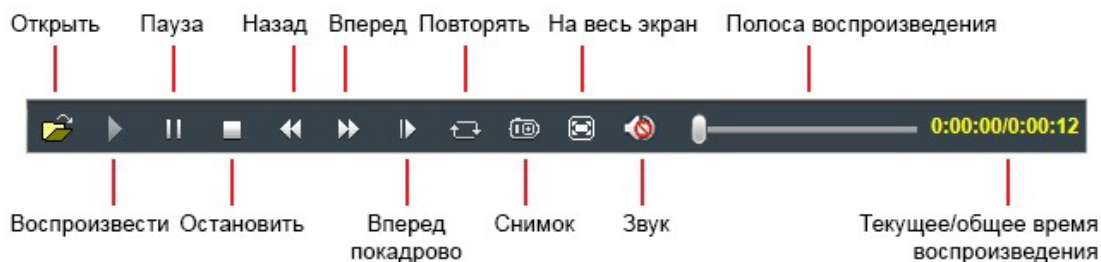 Открыть Пауза Назад Вперед Повторять На весь экран Полоса воспроизведения
0:00:00/0:00:12
Воспроизвести Остановить Вперед покадрово Снимок Звук Текущее/общее время воспроизведения